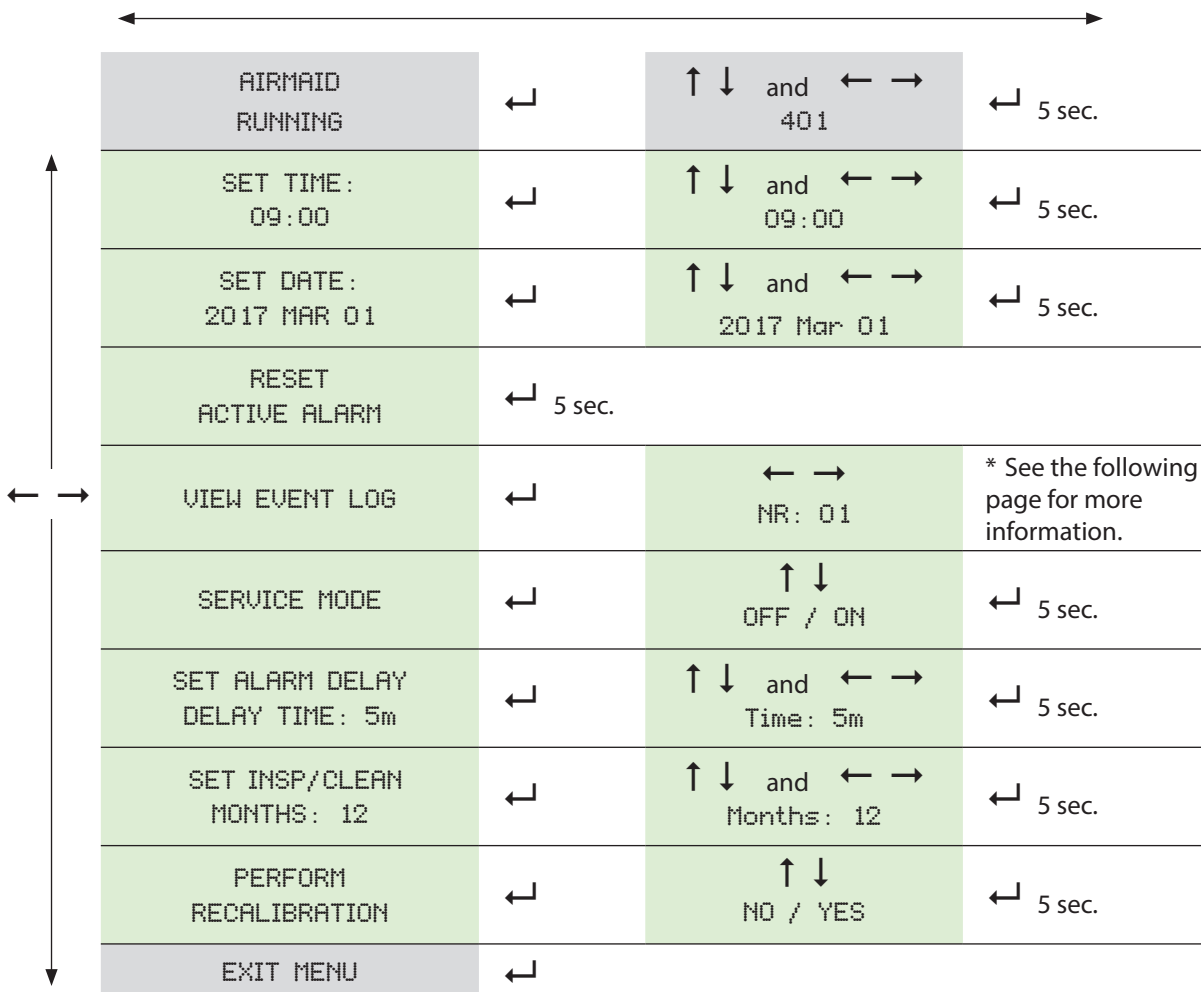 AIRMAID
RUNNING
↵
↑ ↓ and ← →
401
↵ 5 sec.
SET TIME:
09:00
↵
↑ ↓ and ← →
09:00
↵ 5 sec.
SET DATE:
2017 MAR 01
↵
↑ ↓ and ← →
2017 Mar 01
↵ 5 sec.
RESET
ACTIVE ALARM
↵ 5 sec.
← →
VIEW EVENT LOG
↵
← →
NR: 01
* See the following
page for more
information.
SERVICE MODE
↵
↑ ↓
OFF / ON
↵ 5 sec.
SET ALARM DELAY
DELAY TIME: 5m
↵
↑ ↓ and ← →
Time: 5m
↵ 5 sec.
SET INSP/CLEAN
MONTHS: 12
↵
↑ ↓ and ← →
Months: 12
↵ 5 sec.
PERFORM
RECALIBRATION
↵
↑ ↓
NO / YES
↵ 5 sec.
EXIT MENU
↵